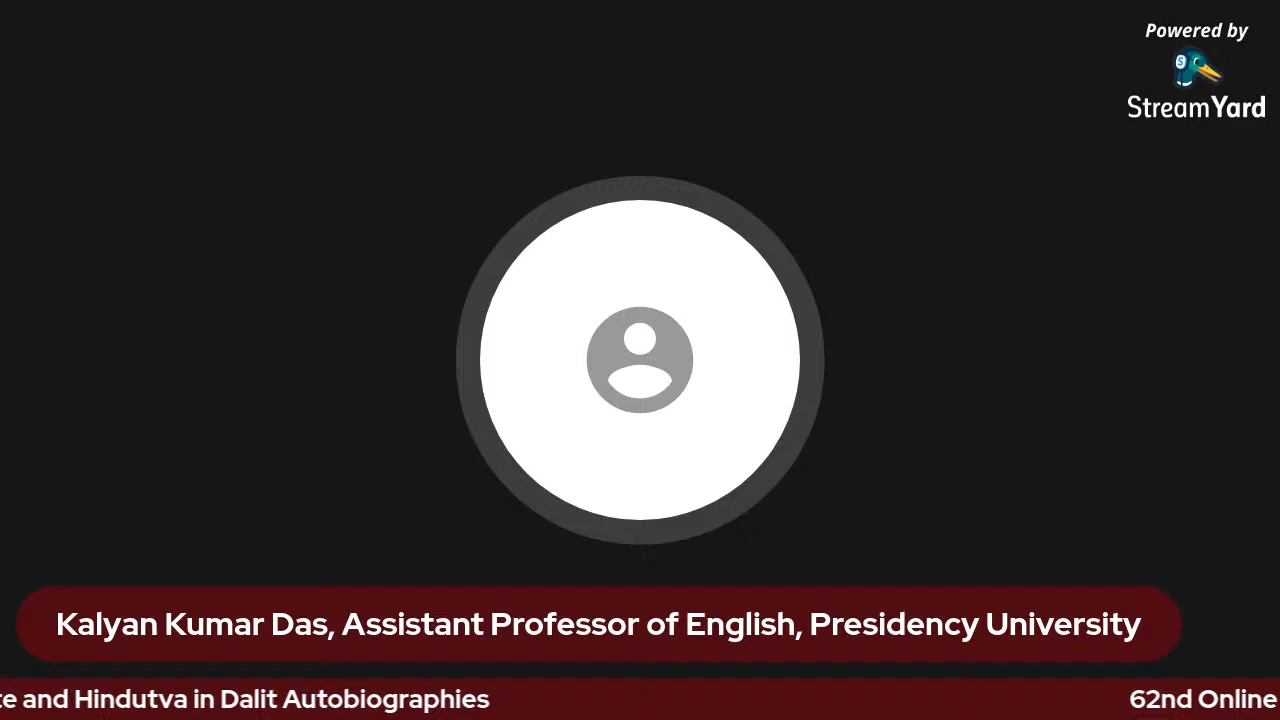 Powered by
StreamYard
Kalyan Kumar Das, Assistant Professor of English, Presidency University
and Hindutva in Dalit Autobiographies
62nd Online